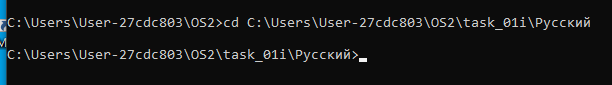 C:\Users\User-27cdc803\OS2>cd C:\Users\User-27cdc803\OS2\task_01i\Русский
C:\Users\User-27cdc803\OS2\task_01i\Русский>